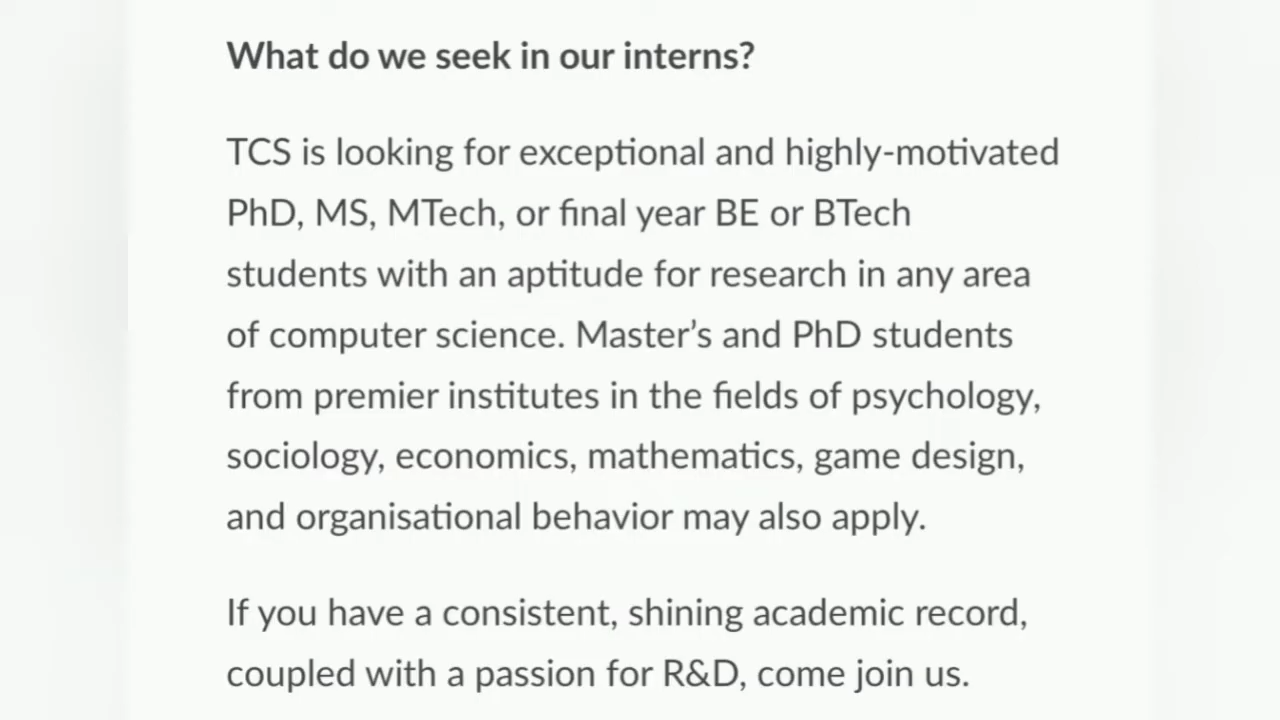 What do we seek in our interns?
TCS is looking for exceptional and highly-motivated
PhD, MS, MTech, or final year BE or BTech
students with an aptitude for research in any area
of computer science. Master’s and PhD students
from premier institutes in the fields of psychology,
sociology, economics, mathematics, game design,
and organisational behavior may also apply.
If you have a consistent, shining academic record,
coupled with a passion for R&D, come join us.